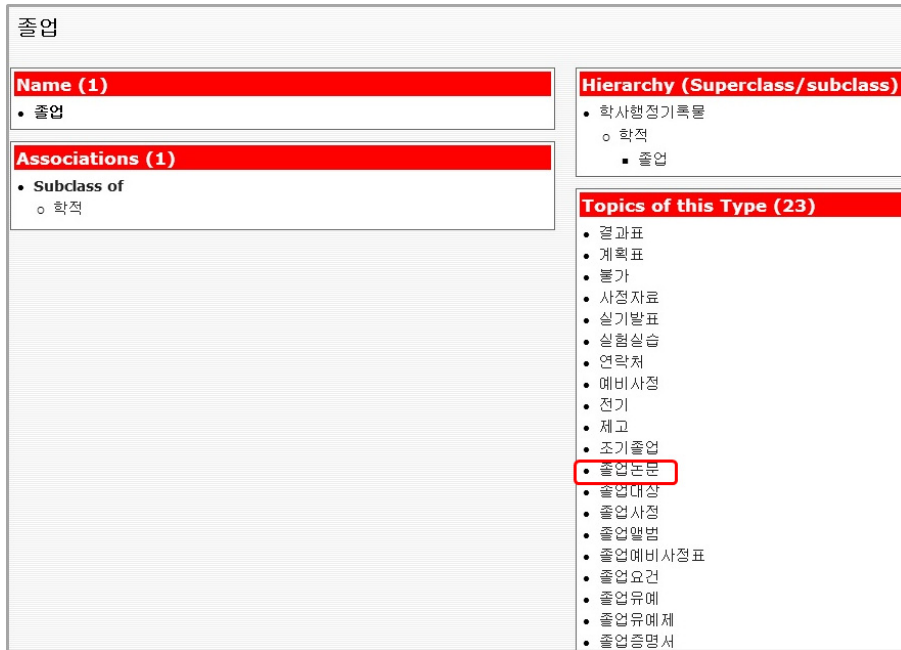 졸업
Name (1)
졸업
Associations (1)
Subclass of
학적
Hierarchy (Superclass/subclass)
학사행정기록물
학적
졸업
Topics of this Type (23)
결과표
계획표
불가
사정자료
실기발표
실험실습
연락처
예비사정
전기
제고
조기졸업
졸업논문
졸업대상
졸업사정
졸업앨범
졸업예비사정표
졸업요건
졸업유예
졸업유예제
졸업증명서